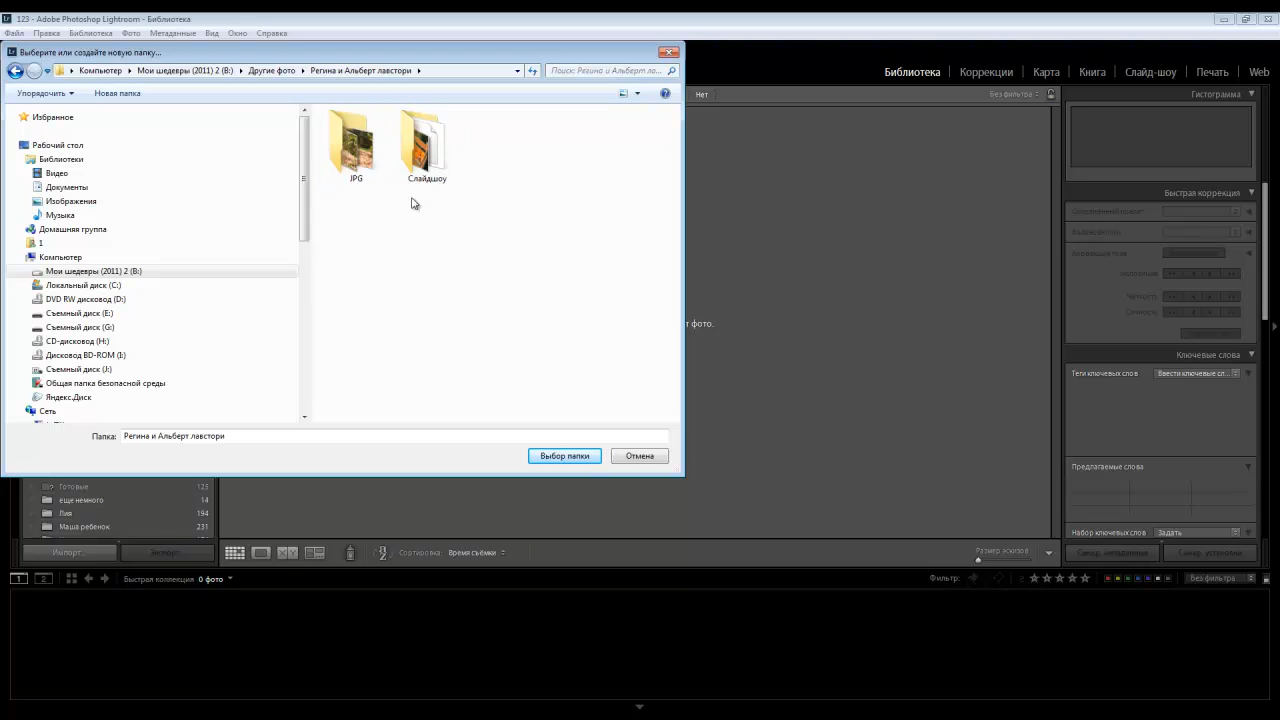 123 - Adobe Photoshop Lightroom - Библиотека
Файл Правка Библиотека Фото Метаданные Вид Окно Справка
Выберите или создайте новую папку...
Компьютер Мои шедевры (2011) 2 (B:) Другие фото Регина и Альберт лавстори
Поиск: Регина и Альберт ла...
Упорядочить Новая папка
Избранное
Рабочий стол
Библиотеки
Видео
Документы
Изображения
Музыка
Домашняя группа
1
Компьютер
Мои шедевры (2011) 2 (B:)
Локальный диск (C:)
DVD RW дисковод (D:)
Съемный диск (E:)
Съемный диск (G:)
CD-дисковод (H:)
Дисковод BD-ROM (I:)
Съемный диск (J:)
Общая папка безопасной среды
Яндекс.Диск
Сеть
JPG
Слайдшоу
Папка: Регина и Альберт лавстори
Выбор папки Отмена
Библиотека Коррекции Карта Книга Слайд-шоу Печать Web
Нет
Без фильтра
т фото.
Гистограмма
Быстрая коррекция
Четкость
Ключевые слова
Теги ключевых слов Ввести ключевые сл...
Предлагаемые слова
Набор ключевых слов Задать
Готовые 125
еще немного 14
Лия 194
Маша ребенок 231
Импорт... Экспорт...
Сортировка: Время съёмки
Размер эскизов
1 2 Быстрая коллекция 0 фото
Фильтр: Без фильтра